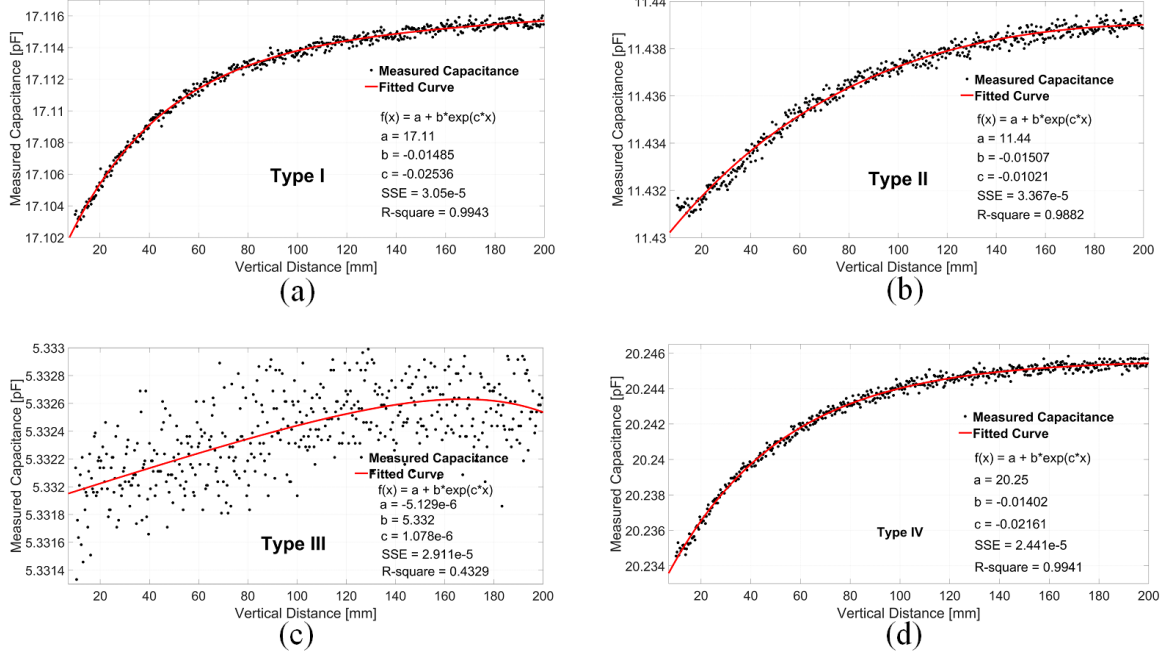 17.116
17.114
17.112
17.11
17.108
17.106
17.104
17.102
Measured Capacitance [pF]
20 40 60 80 100 120 140 160 180 200
Vertical Distance [mm]
Measured Capacitance
Fitted Curve
f(x) = a + b*exp(c*x)
a = 17.11
b = -0.01485
c = -0.02536
SSE = 3.05e-5
R-square = 0.9943
Type I
(a)
11.44
11.438
11.436
11.434
11.432
11.43
Measured Capacitance [pF]
20 40 60 80 100 120 140 160 180 200
Vertical Distance [mm]
Measured Capacitance
Fitted Curve
f(x) = a + b*exp(c*x)
a = 11.44
b = -0.01507
c = -0.01021
SSE = 3.367e-5
R-square = 0.9882
Type II
(b)
5.333
5.3328
5.3326
5.3324
5.3322
5.332
5.3318
5.3316
5.3314
Measured Capacitance [pF]
20 40 60 80 100 120 140 160 180 200
Vertical Distance [mm]
Measured Capacitance
Fitted Curve
f(x) = a + b*exp(c*x)
a = -5.129e-6
b = 5.332
c = 1.078e-6
SSE = 2.911e-5
R-square = 0.4329
Type III
(c)
20.246
20.244
20.242
20.24
20.238
20.236
20.234
Measured Capacitance [pF]
20 40 60 80 100 120 140 160 180 200
Vertical Distance [mm]
Measured Capacitance
Fitted Curve
f(x) = a + b*exp(c*x)
a = 20.25
b = -0.01402
c = -0.02161
SSE = 2.441e-5
R-square = 0.9941
Type IV
(d)